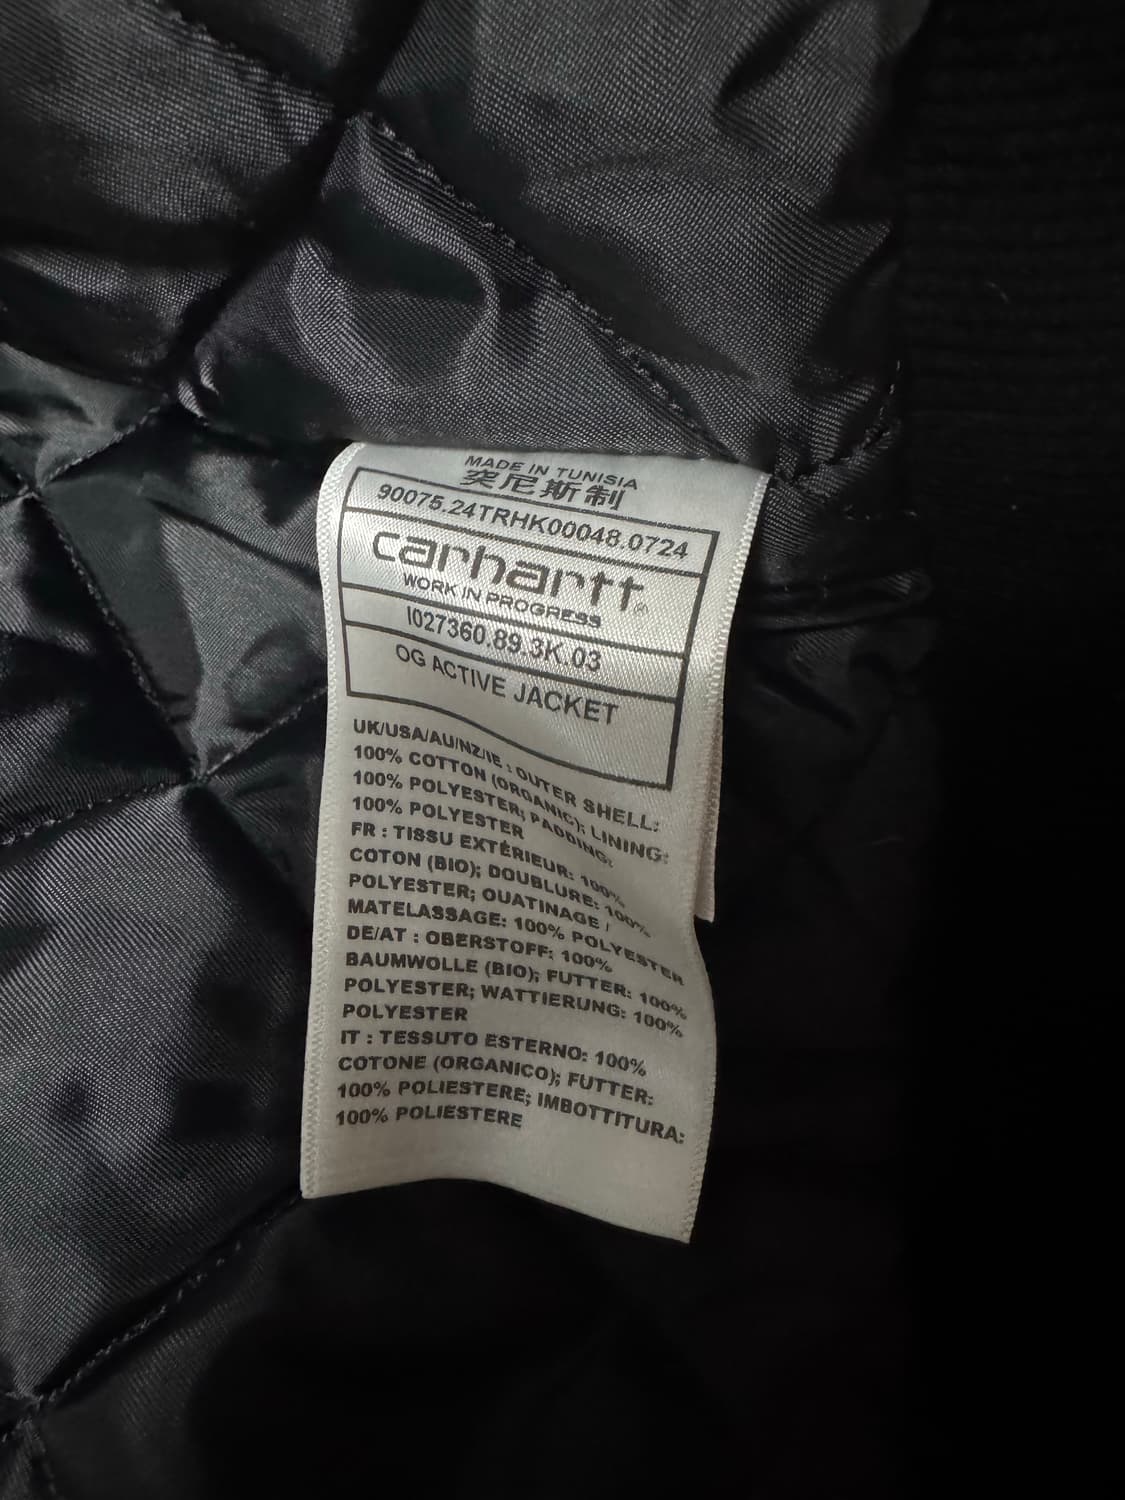 MADE IN TUNISIA
突尼斯制
90075.24TRHK00048.0724
carhartt®
WORK IN PROGRESS
I027360.89.3K.03
OG ACTIVE JACKET
UK/USA/AU/NZ/IE : OUTER SHELL:
100% COTTON (ORGANIC); LINING:
100% POLYESTER; PADDING:
100% POLYESTER
FR : TISSU EXTÉRIEUR: 100%
COTON (BIO); DOUBLURE: 100%
POLYESTER; OUATINAGE /
MATELASSAGE: 100% POLYESTER
DE/AT : OBERSTOFF: 100%
BAUMWOLLE (BIO); FUTTER: 100%
POLYESTER; WATTIERUNG: 100%
POLYESTER
IT : TESSUTO ESTERNO: 100%
COTONE (ORGANICO); FUTTER:
100% POLIESTERE; IMBOTTITURA:
100% POLIESTERE